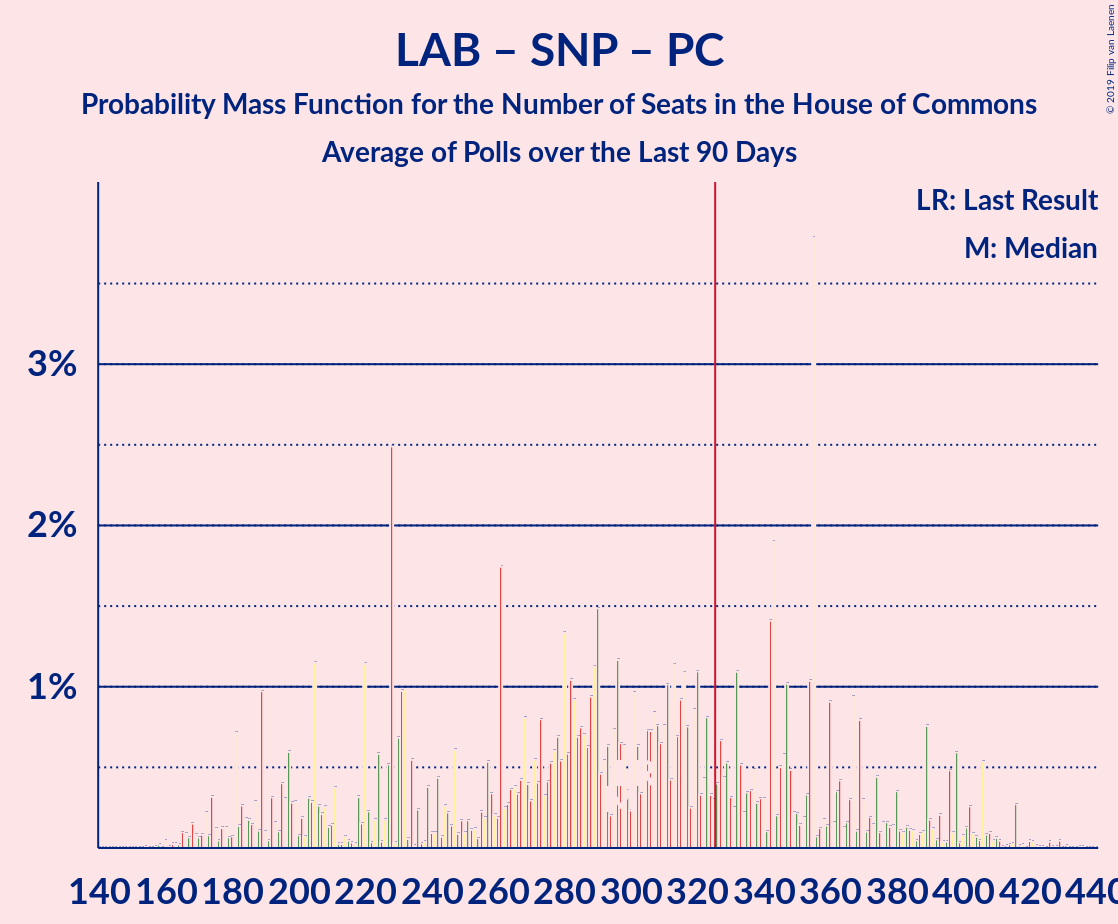 LAB – SNP – PC
Probability Mass Function for the Number of Seats in the House of Commons
Average of Polls over the Last 90 Days
© 2019 Filip van Laenen
LR: Last Result
M: Median
3%
2%
1%
140 160 180 200 220 240 260 280 300 320 340 360 380 400 420 440